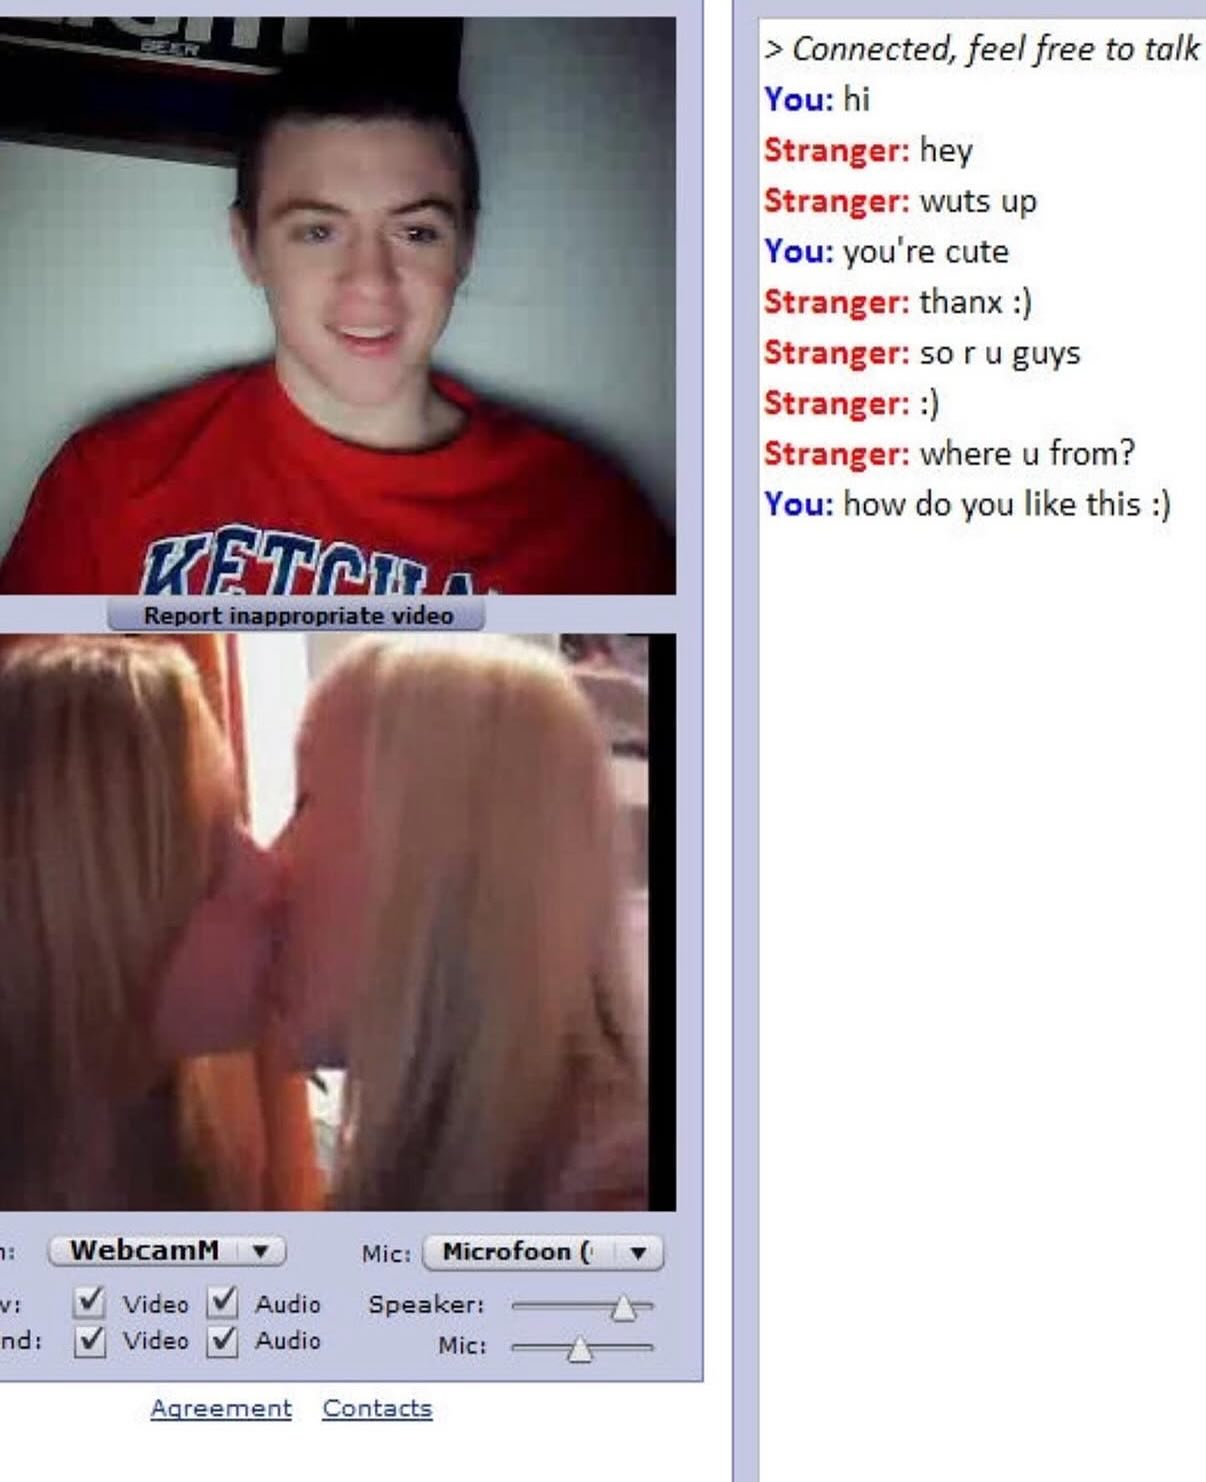 BEER
KETCHA
Report inappropriate video
WebcamM
Mic: Microfoon (
Video Audio Speaker:
Video Audio Mic:
Agreement Contacts
> Connected, feel free to talk
You: hi
Stranger: hey
Stranger: wuts up
You: you're cute
Stranger: thanx :)
Stranger: so r u guys
Stranger: :)
Stranger: where u from?
You: how do you like this :)